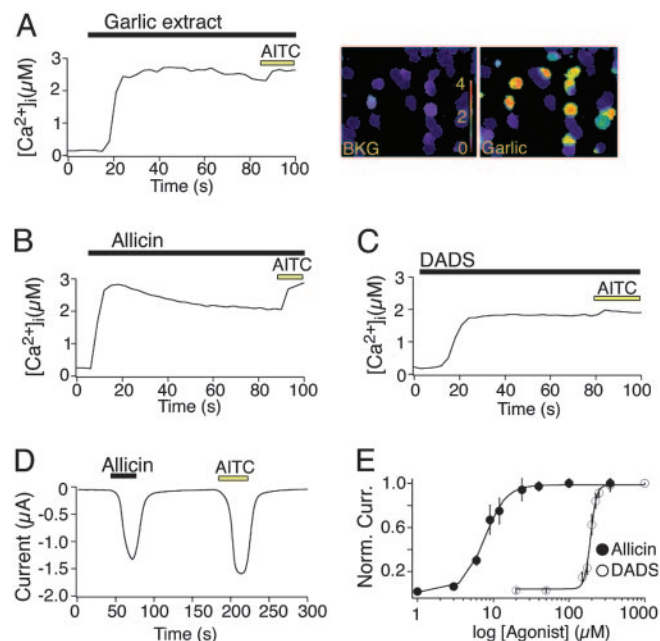 A
Garlic extract
AITC
[Ca2+]i(µM)
3
2
1
0
0 20 40 60 80 100
Time (s)
4
2
0
BKG
Garlic
B
Allicin
AITC
[Ca2+]i(µM)
3
2
1
0
0 20 40 60 80 100
Time (s)
C
DADS
AITC
[Ca2+]i(µM)
3
2
1
0
0 20 40 60 80 100
Time (s)
D
Allicin
AITC
Current (µA)
0
-0.5
-1.0
-1.5
-2.0
0 50 100 150 200 250 300
Time (s)
E
Norm. Curr.
1.0
0.6
0.2
Allicin
DADS
1 10 100 1000
log [Agonist] (µM)